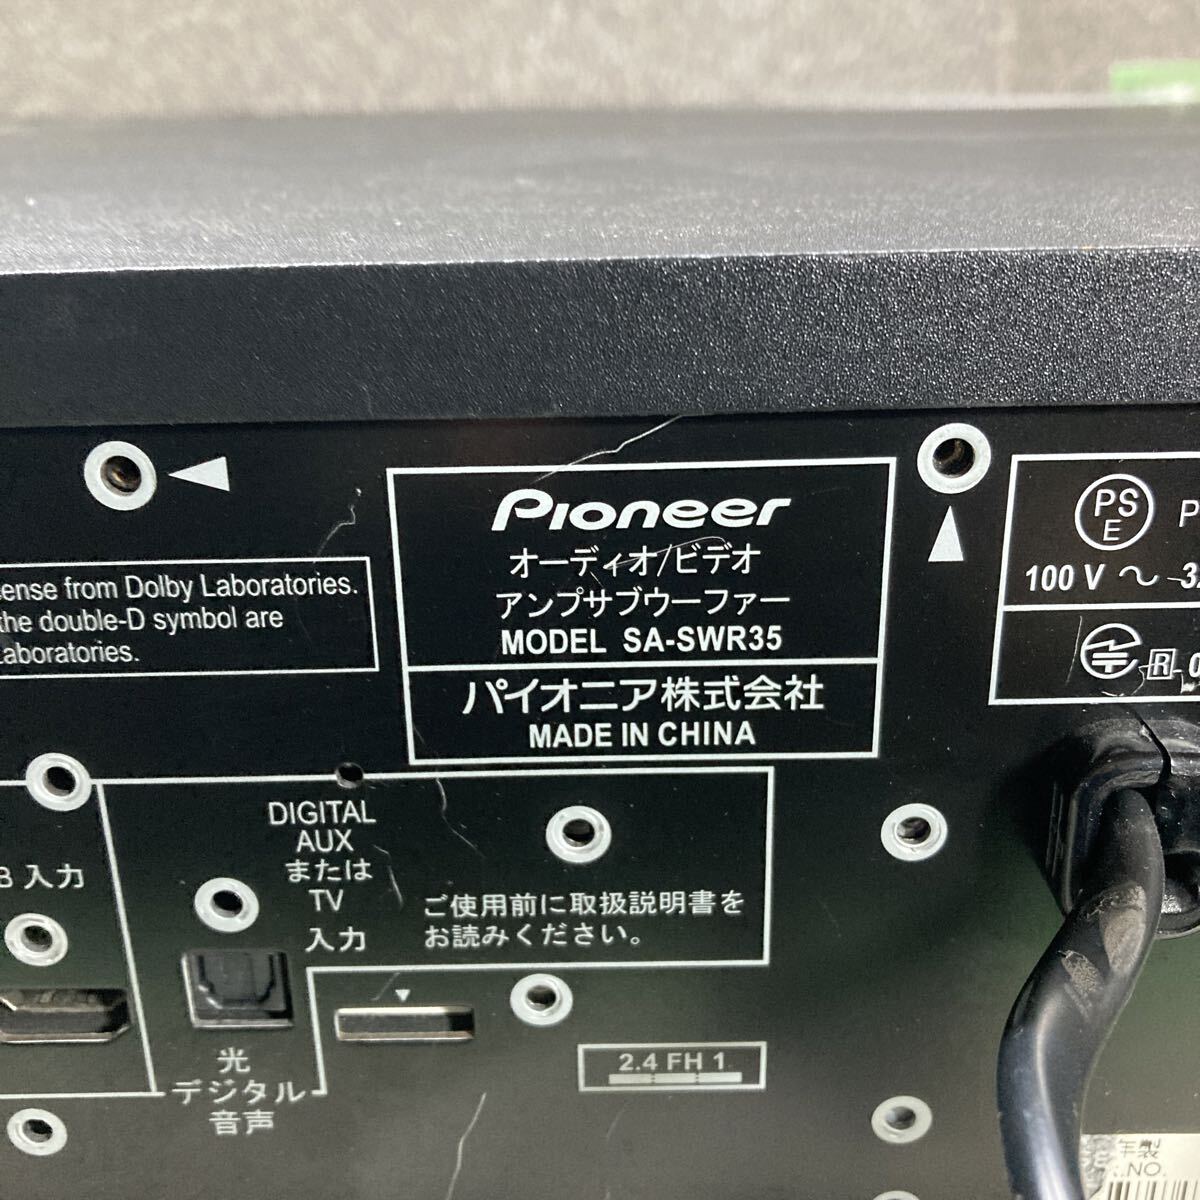 Pioneer
オーディオ/ビデオ
アンプサブウーファー
MODEL SA-SWR35
パイオニア株式会社
MADE IN CHINA
from Dolby Laboratories.
the double-D symbol are
PS
E
100 V ～
R
入力
DIGITAL
AUX
または
TV
入力
ご使用前に取扱説明書を
お読みください。
光
デジタル
音声
2.4 FH 1
年製
NO.